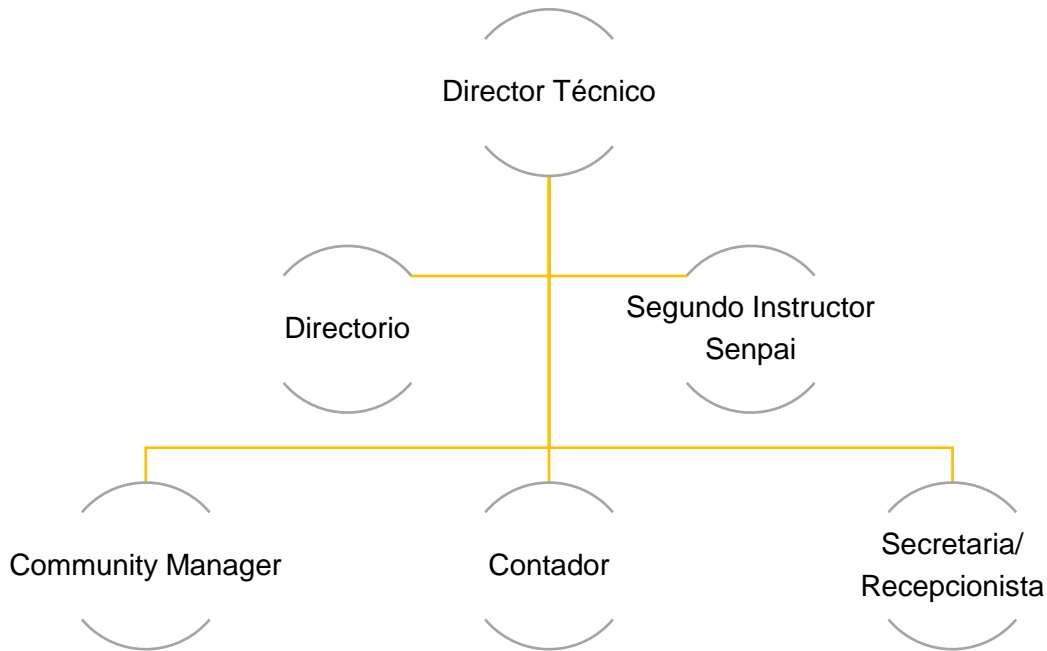 Director Técnico
Directorio
Segundo Instructor
Senpai
Community Manager
Contador
Secretaria/
Recepcionista